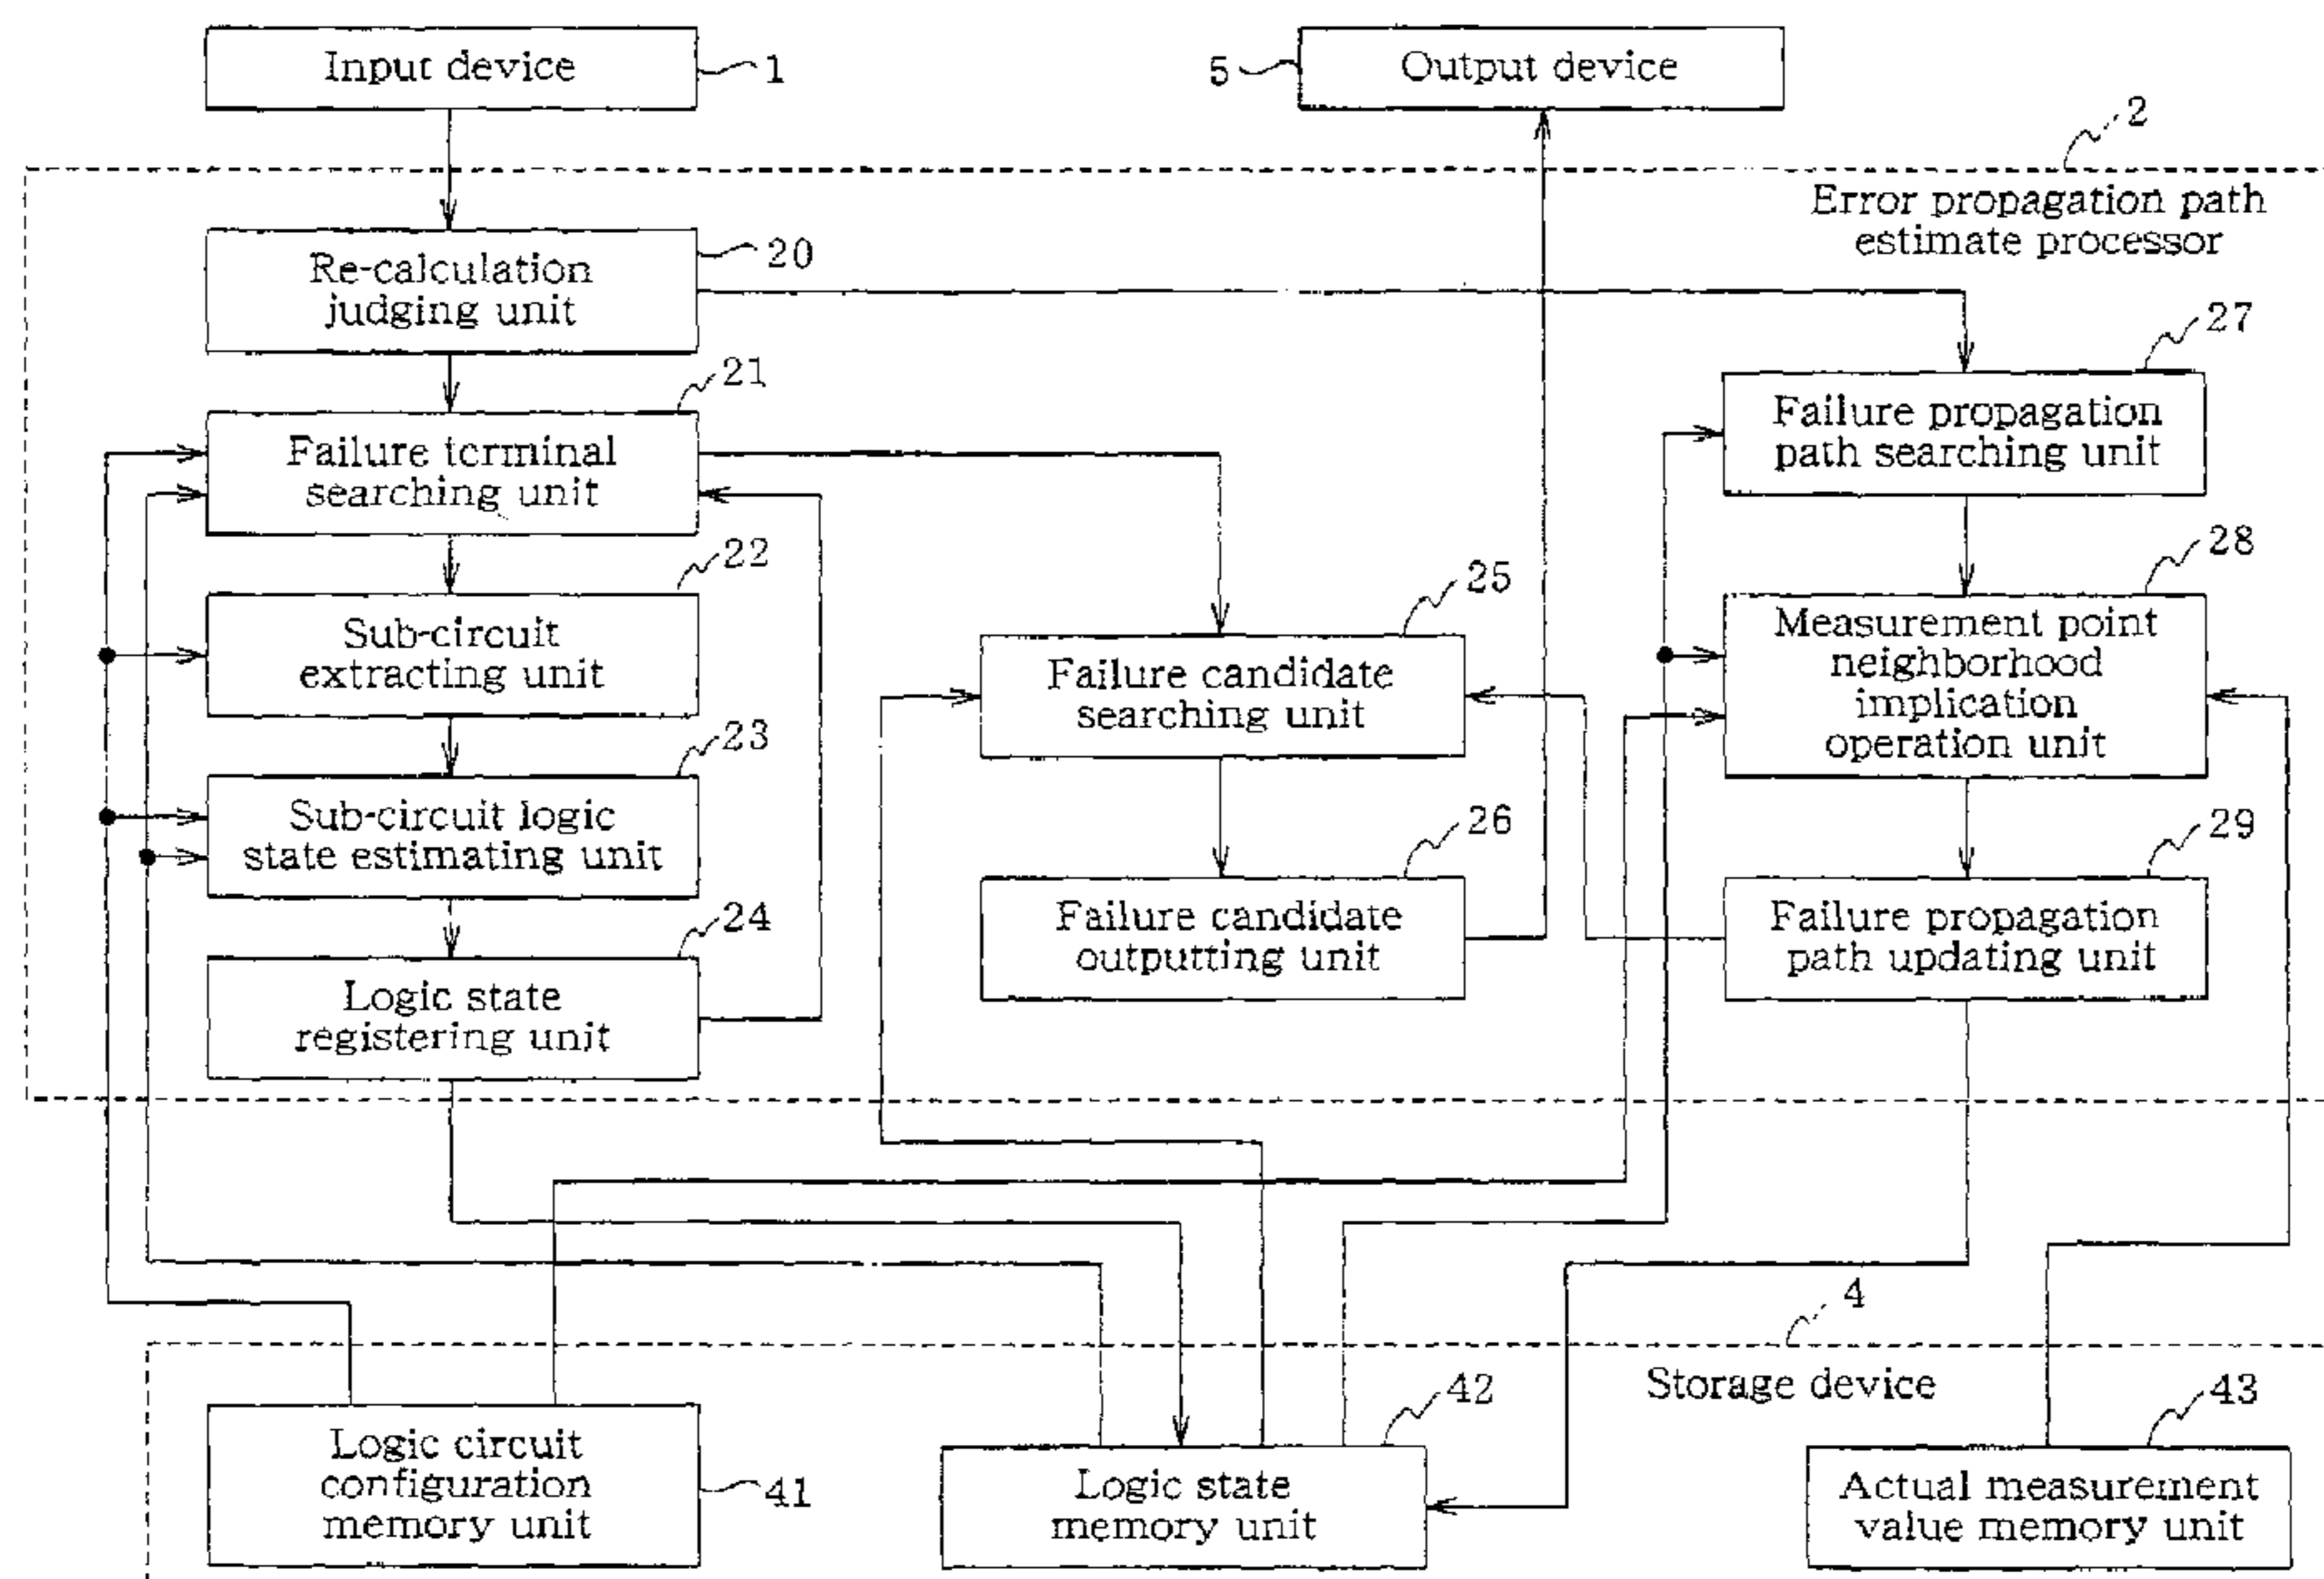 Input device
1
5
Output device
2
Error propagation path
estimate processor
Re-calculation
judging unit
20
27
Failure propagation
path searching unit
21
Failure terminal
searching unit
22
Sub-circuit
extracting unit
25
Failure candidate
searching unit
28
Measurement point
neighborhood
implication
operation unit
23
Sub-circuit logic
state estimating unit
26
Failure candidate
outputting unit
29
Failure propagation
path updating unit
24
Logic state
registering unit
4
Storage device
Logic circuit
configuration
memory unit
41
42
Logic state
memory unit
43
Actual measurement
value memory unit